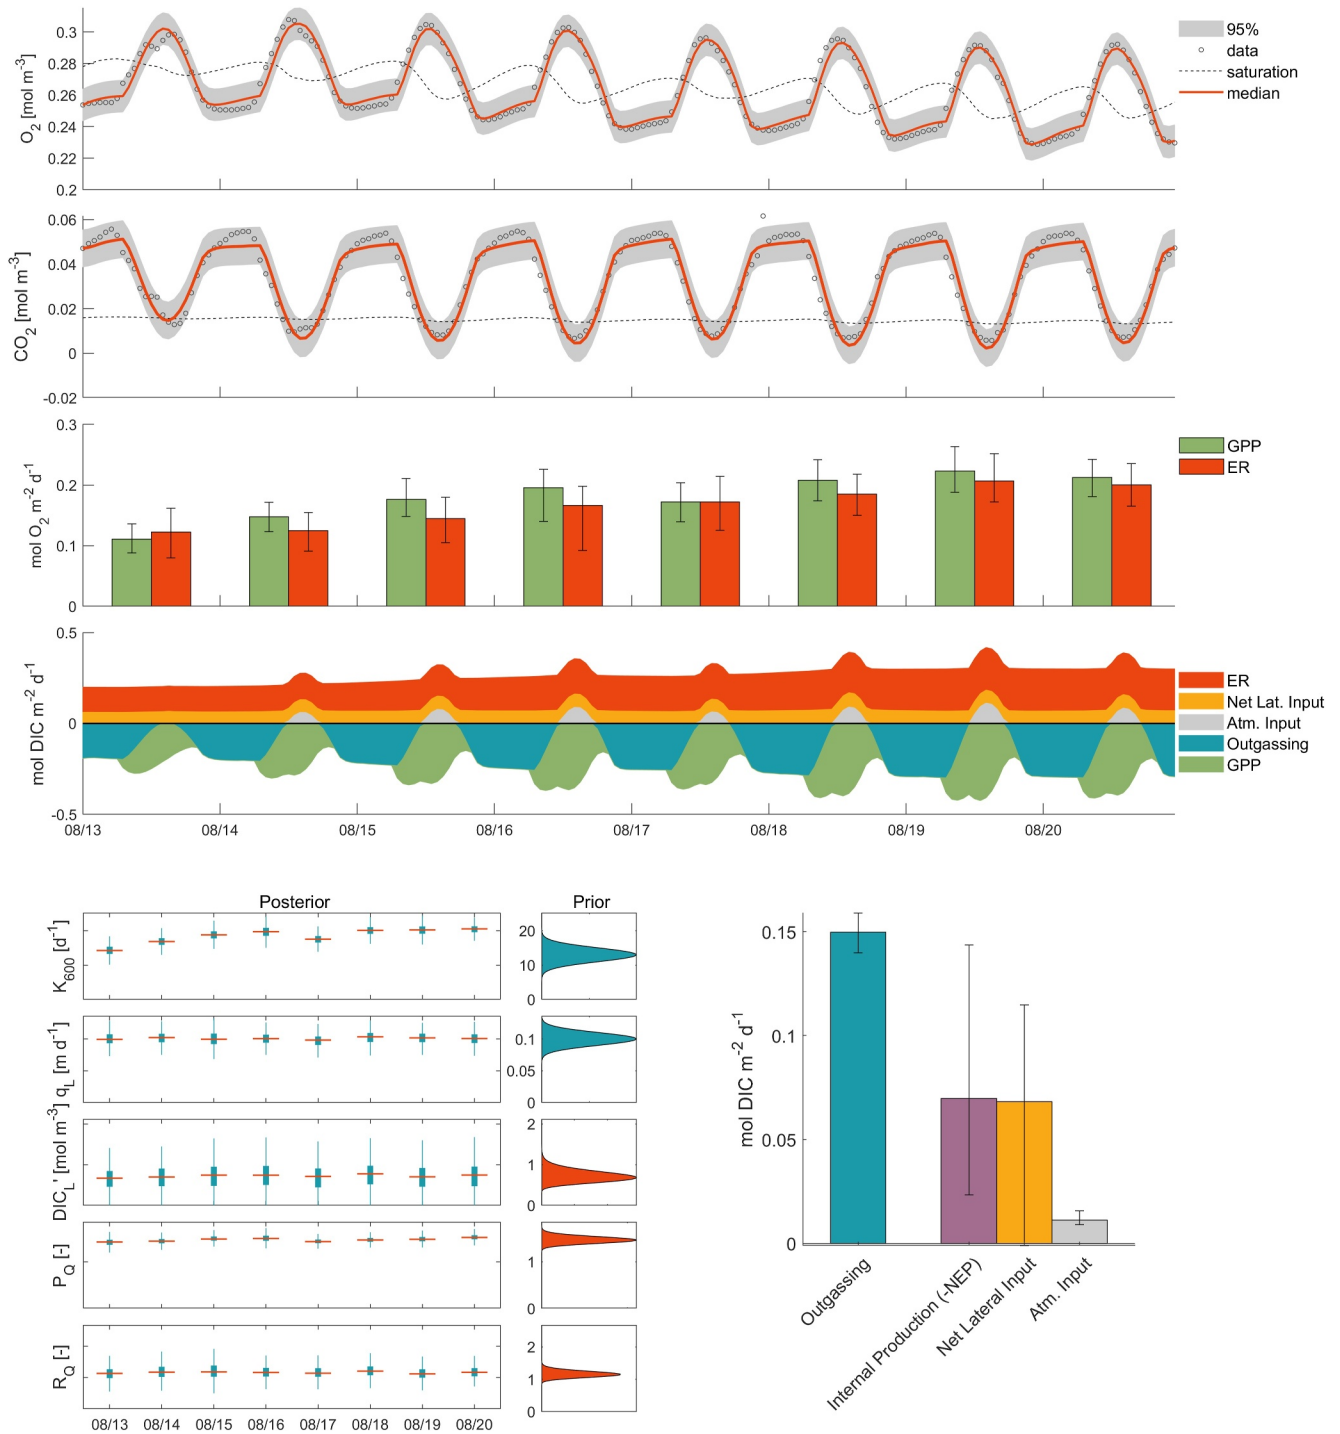 O2 [mol m-3]
0.3
0.28
0.26
0.24
0.22
0.2
95%
data
saturation
median
CO2 [mol m-3]
0.06
0.04
0.02
0
-0.02
mol O2 m-2 d-1
0.3
0.2
0.1
0
GPP
ER
mol DIC m-2 d-1
0.5
0
-0.5
ER
Net Lat. Input
Atm. Input
Outgassing
GPP
08/13 08/14 08/15 08/16 08/17 08/18 08/19 08/20
Posterior Prior
K600 [d-1]
20
10
0
qL [m d-1]
0.1
0.05
0
DICL' [mol m-3]
2
1
0
PQ [-]
1
0
RQ [-]
2
1
0
08/13 08/14 08/15 08/16 08/17 08/18 08/19 08/20
mol DIC m-2 d-1
0.15
0.1
0.05
0
Outgassing
Internal Production (-NEP)
Net Lateral Input
Atm. Input